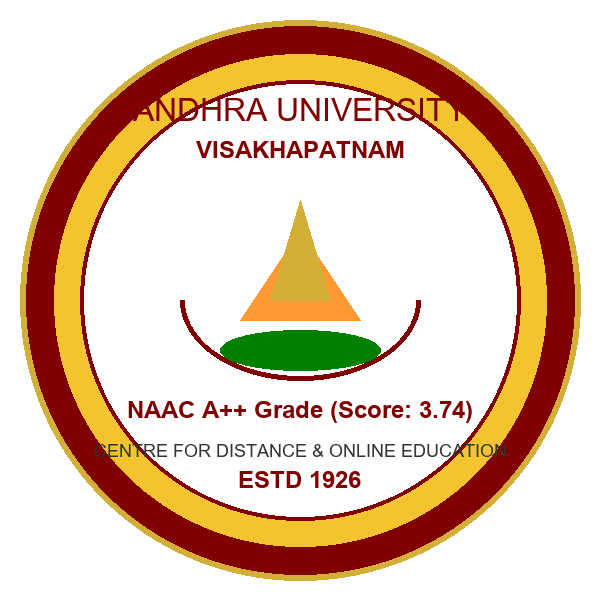 ANDHRA UNIVERSITY
VISAKHAPATNAM
NAAC A++ Grade (Score: 3.74)
CENTRE FOR DISTANCE & ONLINE EDUCATION
ESTD 1926